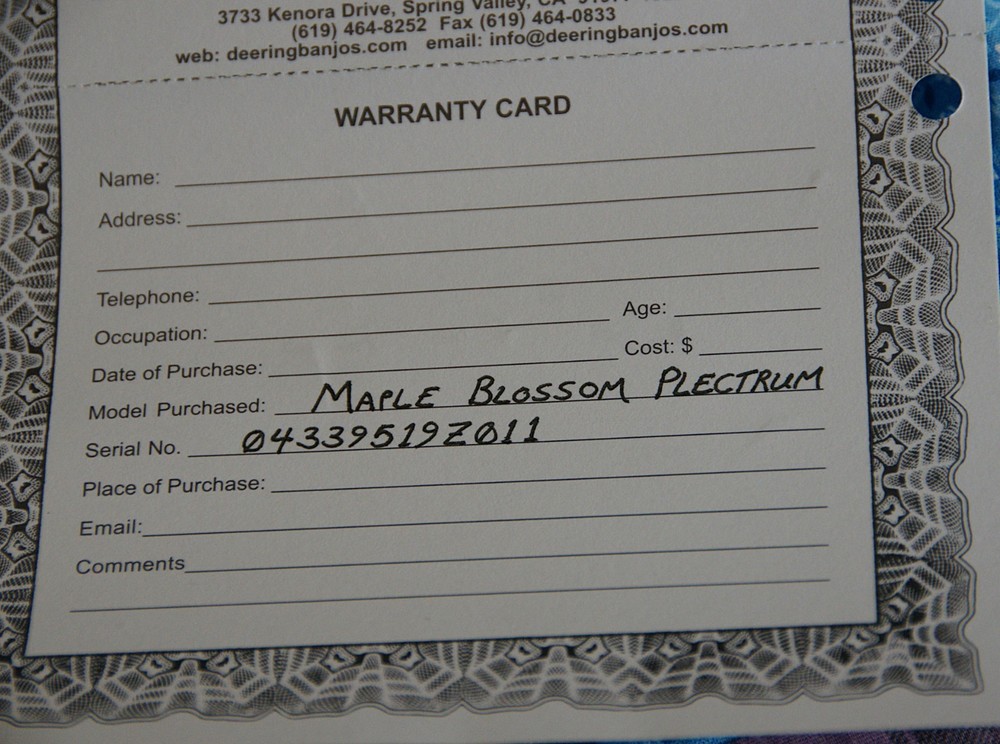 3733 Kenora Drive, Spring Valley, CA
(619) 464-8252 Fax (619) 464-0833
web: deeringbanjos.com email: info@deeringbanjos.com
WARRANTY CARD
Name:
Address:
Telephone:
Occupation: Age:
Date of Purchase: Cost: $
Model Purchased: MAPLE BLOSSOM PLECTRUM
Serial No. 04339519Z011
Place of Purchase:
Email:
Comments